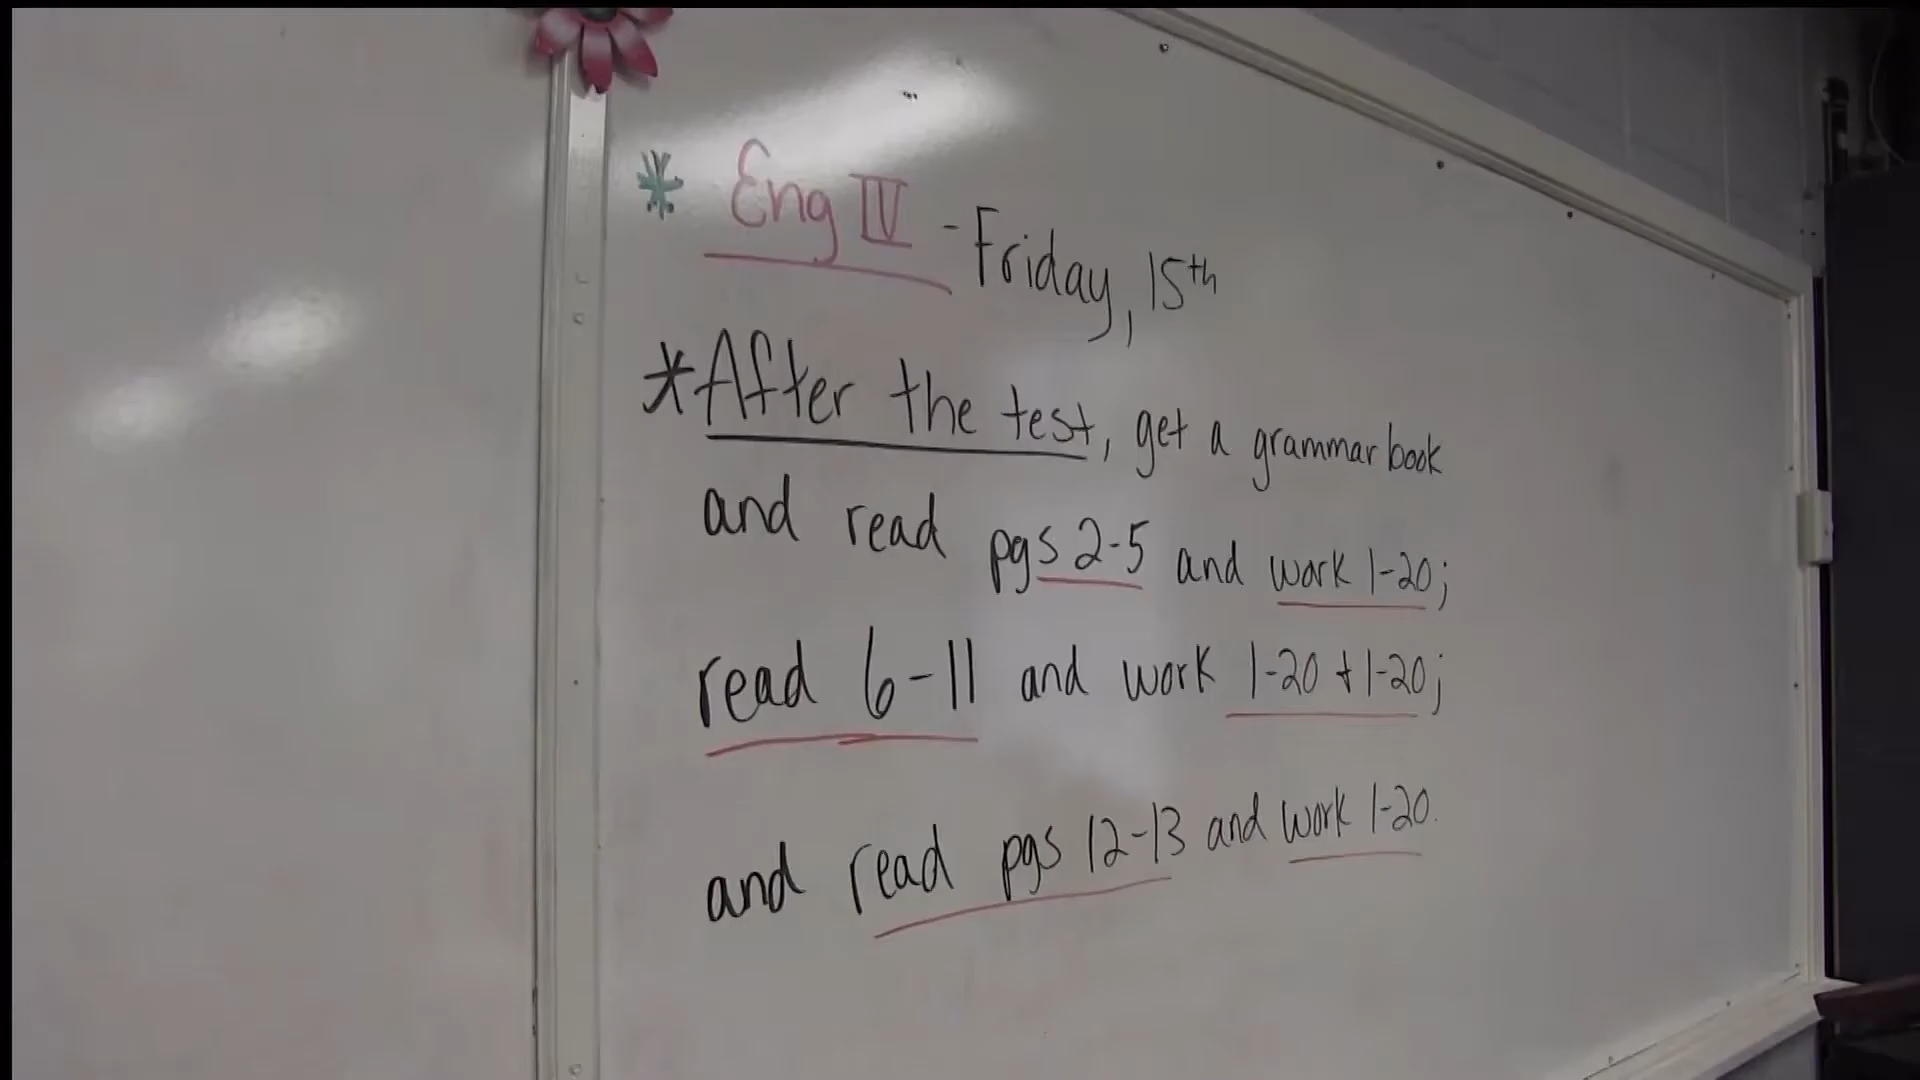 * Eng IV - Friday, 15th
*After the test, get a grammar book
and read pgs 2-5 and work 1-20;
read 6-11 and work 1-20 + 1-20;
and read pgs 12-13 and work 1-20.